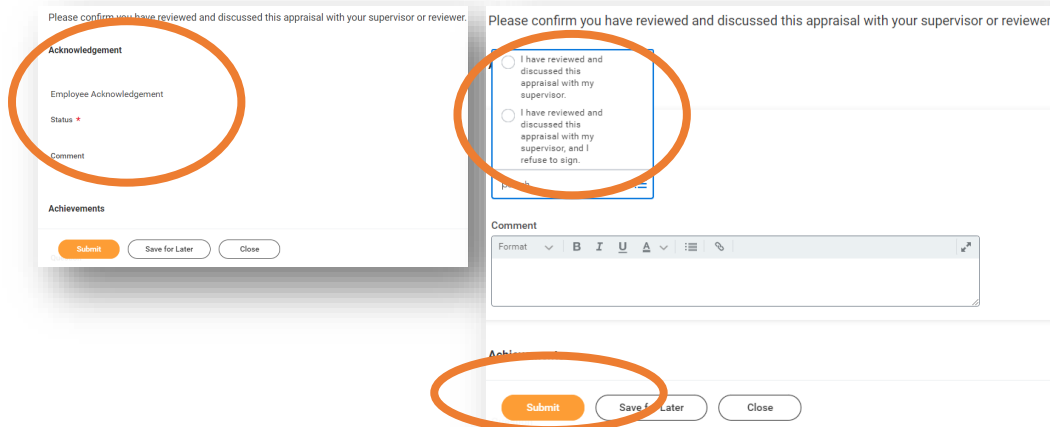 Please confirm you have reviewed and discussed this appraisal with your supervisor or reviewer.
Acknowledgement
Employee Acknowledgement
Status *
Comment
Achievements
Submit
Save for Later
Close
Please confirm you have reviewed and discussed this appraisal with your supervisor or reviewer
I have reviewed and
discussed this
appraisal with my
supervisor.
I have reviewed and
discussed this
appraisal with my
supervisor, and I
refuse to sign.
Comment
Format B I U A
Submit
Save for Later
Close